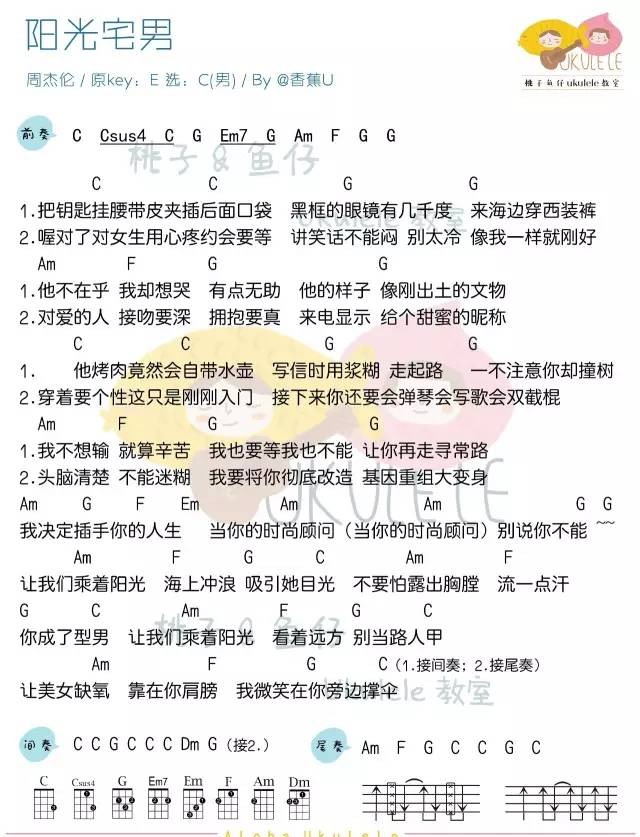 阳光宅男
UKULELE
桃子鱼仔ukulele教室
周杰伦 / 原key：E 选：C(男) / By @香蕉U
前奏 C Csus4 C G Em7 G Am F G G
桃子&鱼仔
C C G G
1.把钥匙挂腰带皮夹插后面口袋 黑框的眼镜有几千度 来海边穿西装裤
ukulele 教室
2.喔对了对女生用心疼约会要等 讲笑话不能闷 别太冷 像我一样就刚好
Am F G G
1.他不在乎 我却想哭 有点无助 他的样子 像刚出土的文物
2.对爱的人 接吻要深 拥抱要真 来电显示 给个甜蜜的昵称
C C G G
1. 他烤肉竟然会自带水壶 写信时用浆糊 走起路 一不注意你却撞树
2.穿着要个性这只是刚刚入门 接下来你还要会弹琴会写歌会双截棍
Am F G G
1.我不想输 就算辛苦 我也要等我也不能 让你再走寻常路
2.头脑清楚 不能迷糊 我要将你彻底改造 基因重组大变身
UKULELE
Am G F Em Am Am G G
我决定插手你的人生 当你的时尚顾问（当你的时尚顾问）别说你不能 ~~
Am F G C Am F
让我们乘着阳光 海上冲浪 吸引她目光 不要怕露出胸膛 流一点汗
G C Am F G C
你成了型男 让我们乘着阳光 看着远方 别当路人甲
桃子&鱼仔
Am F G C（1.接间奏；2.接尾奏）
让美女缺氧 靠在你肩膀 我微笑在你旁边撑伞
ukulele 教室
间奏 C C G C C C Dm G（接2.） 尾奏 Am F G C C G C
C Csus4 G Em7 Em F Am Dm
Aloha Ukulele